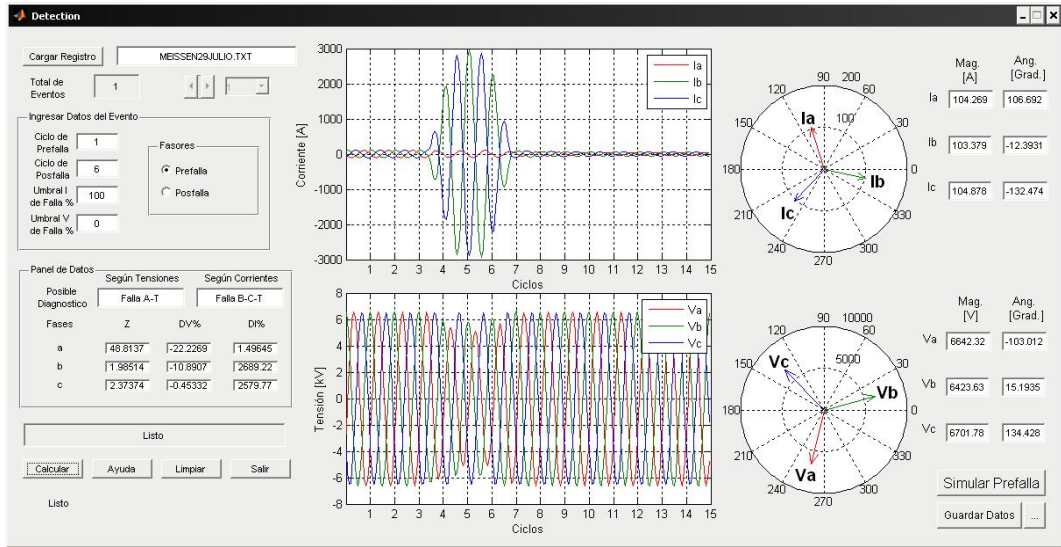 Detection
Cargar Registro MEISSEN29JULIO.TXT
Total de Eventos 1 1
Ingresar Datos del Evento
Ciclo de Prefalla 1
Ciclo de Posfalla 6
Umbral I de Falla % 100
Umbral V de Falla % 0
Fasores
Prefalla
Posfalla
Panel de Datos
Según Tensiones Según Corrientes
Posible Diagnostico Falla A-T Falla B-C-T
Fases Z DV% DI%
a 48.8137 -22.2269 1.49645
b 1.98514 -10.8907 2689.22
c 2.37374 -0.45332 2579.77
Listo
Calcular Ayuda Limpiar Salir
Listo
Corriente [A]
3000
2000
1000
0
-1000
-2000
-3000
1 2 3 4 5 6 7 8 9 10 11 12 13 14 15
Ciclos
Ia
Ib
Ic
Tensión [kV]
8
6
4
2
0
-2
-4
-6
-8
1 2 3 4 5 6 7 8 9 10 11 12 13 14 15
Ciclos
Va
Vb
Vc
90 200
120 60
100
150 30
180 0
210 330
240 300
270
Ia
Ib
Ic
Mag. [A] Ang. [Grad.]
Ia 104.269 106.692
Ib 103.379 -12.3931
Ic 104.878 -132.474
90 10000
120 60
5000
150 30
180 0
210 330
240 300
270
Vc
Vb
Va
Mag. [V] Ang. [Grad.]
Va 6642.32 -103.012
Vb 6423.63 15.1935
Vc 6701.78 134.428
Simular Prefalla
Guardar Datos ...